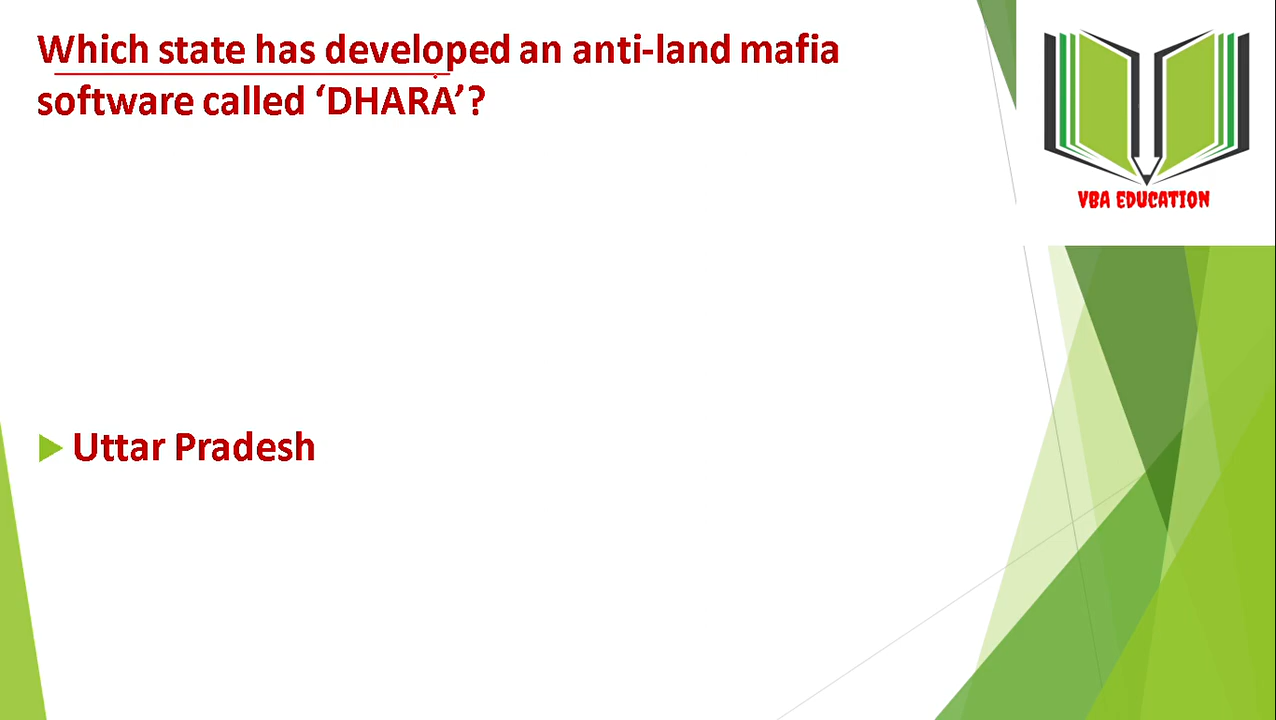 Which state has developed an anti-land mafia
software called ‘DHARA’?
VBA EDUCATION
Uttar Pradesh